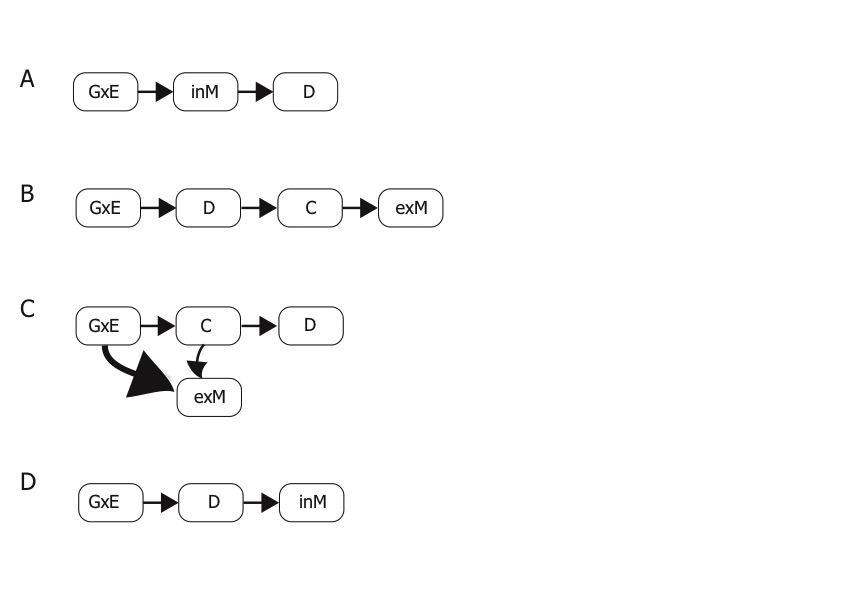 A
GxE inM D
B
GxE D C exM
C
GxE C D
exM
D
GxE D inM